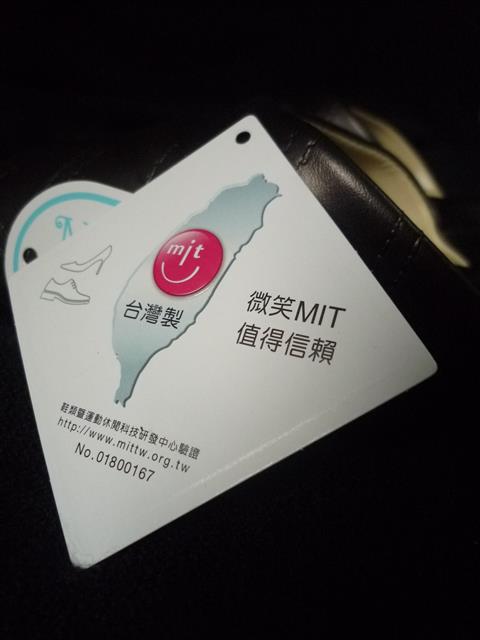 mit
台灣製
微笑MIT
值得信賴
鞋類暨運動休閒科技研發中心驗證
http://www.mittw.org.tw
No.01800167